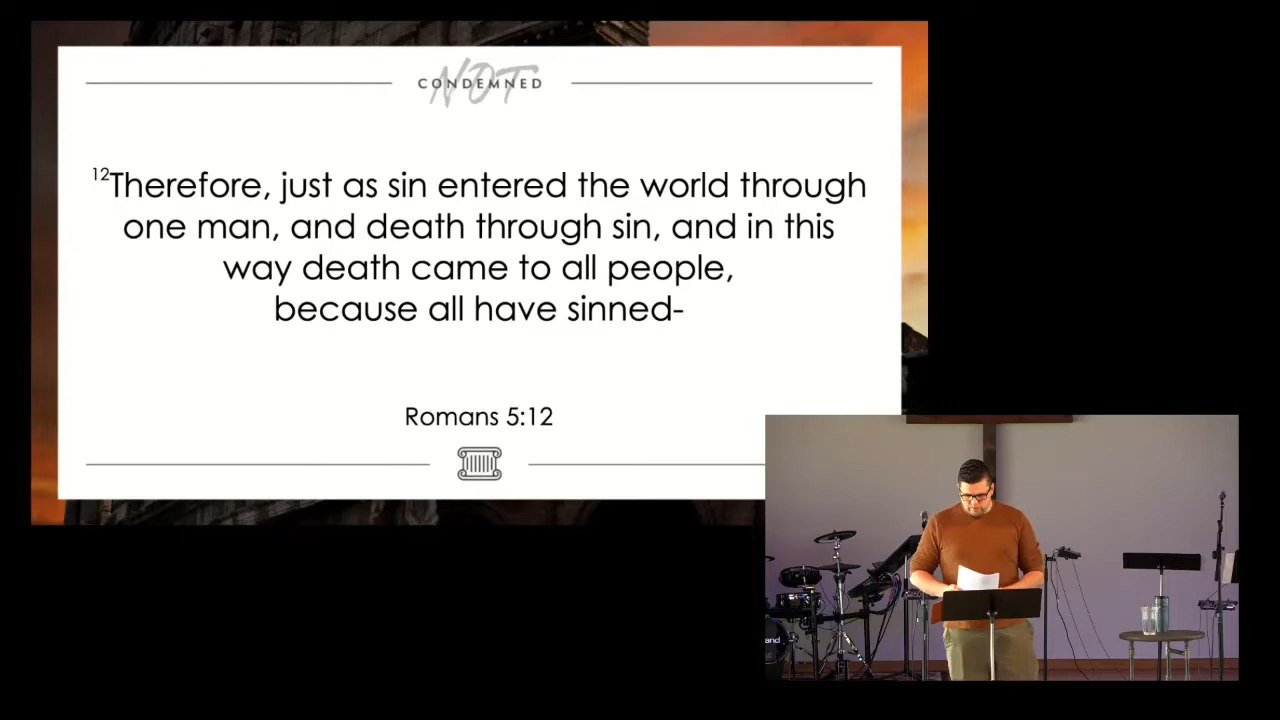 NOT
CONDEMNED
12Therefore, just as sin entered the world through
one man, and death through sin, and in this
way death came to all people,
because all have sinned-
Romans 5:12
and